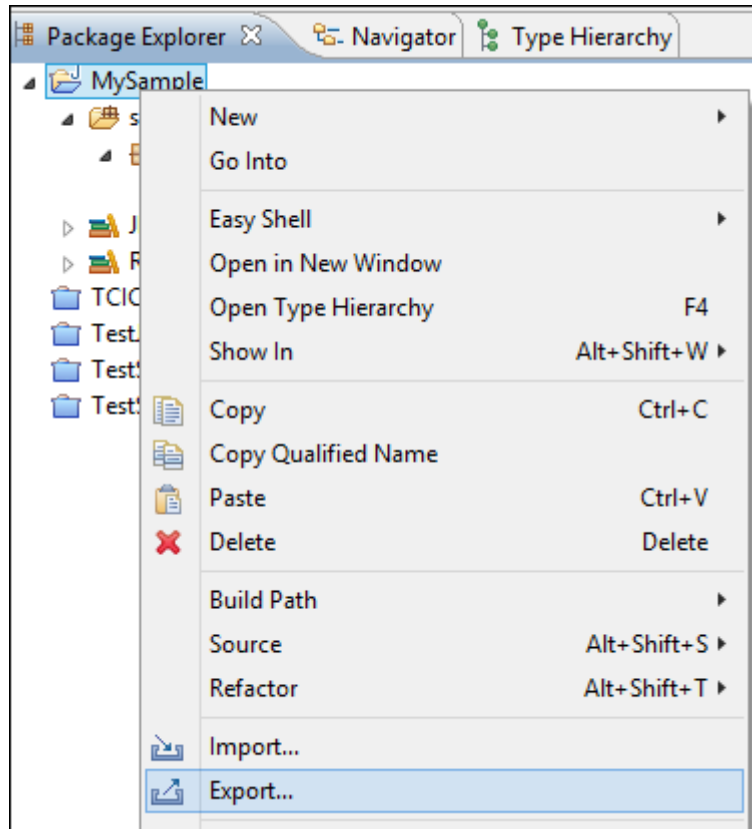 Package Explorer Navigator Type Hierarchy
MySample
New
Go Into
Easy Shell
Open in New Window
Open Type Hierarchy F4
Show In Alt+Shift+W
Copy Ctrl+C
Copy Qualified Name
Paste Ctrl+V
Delete Delete
Build Path
Source Alt+Shift+S
Refactor Alt+Shift+T
Import...
Export...